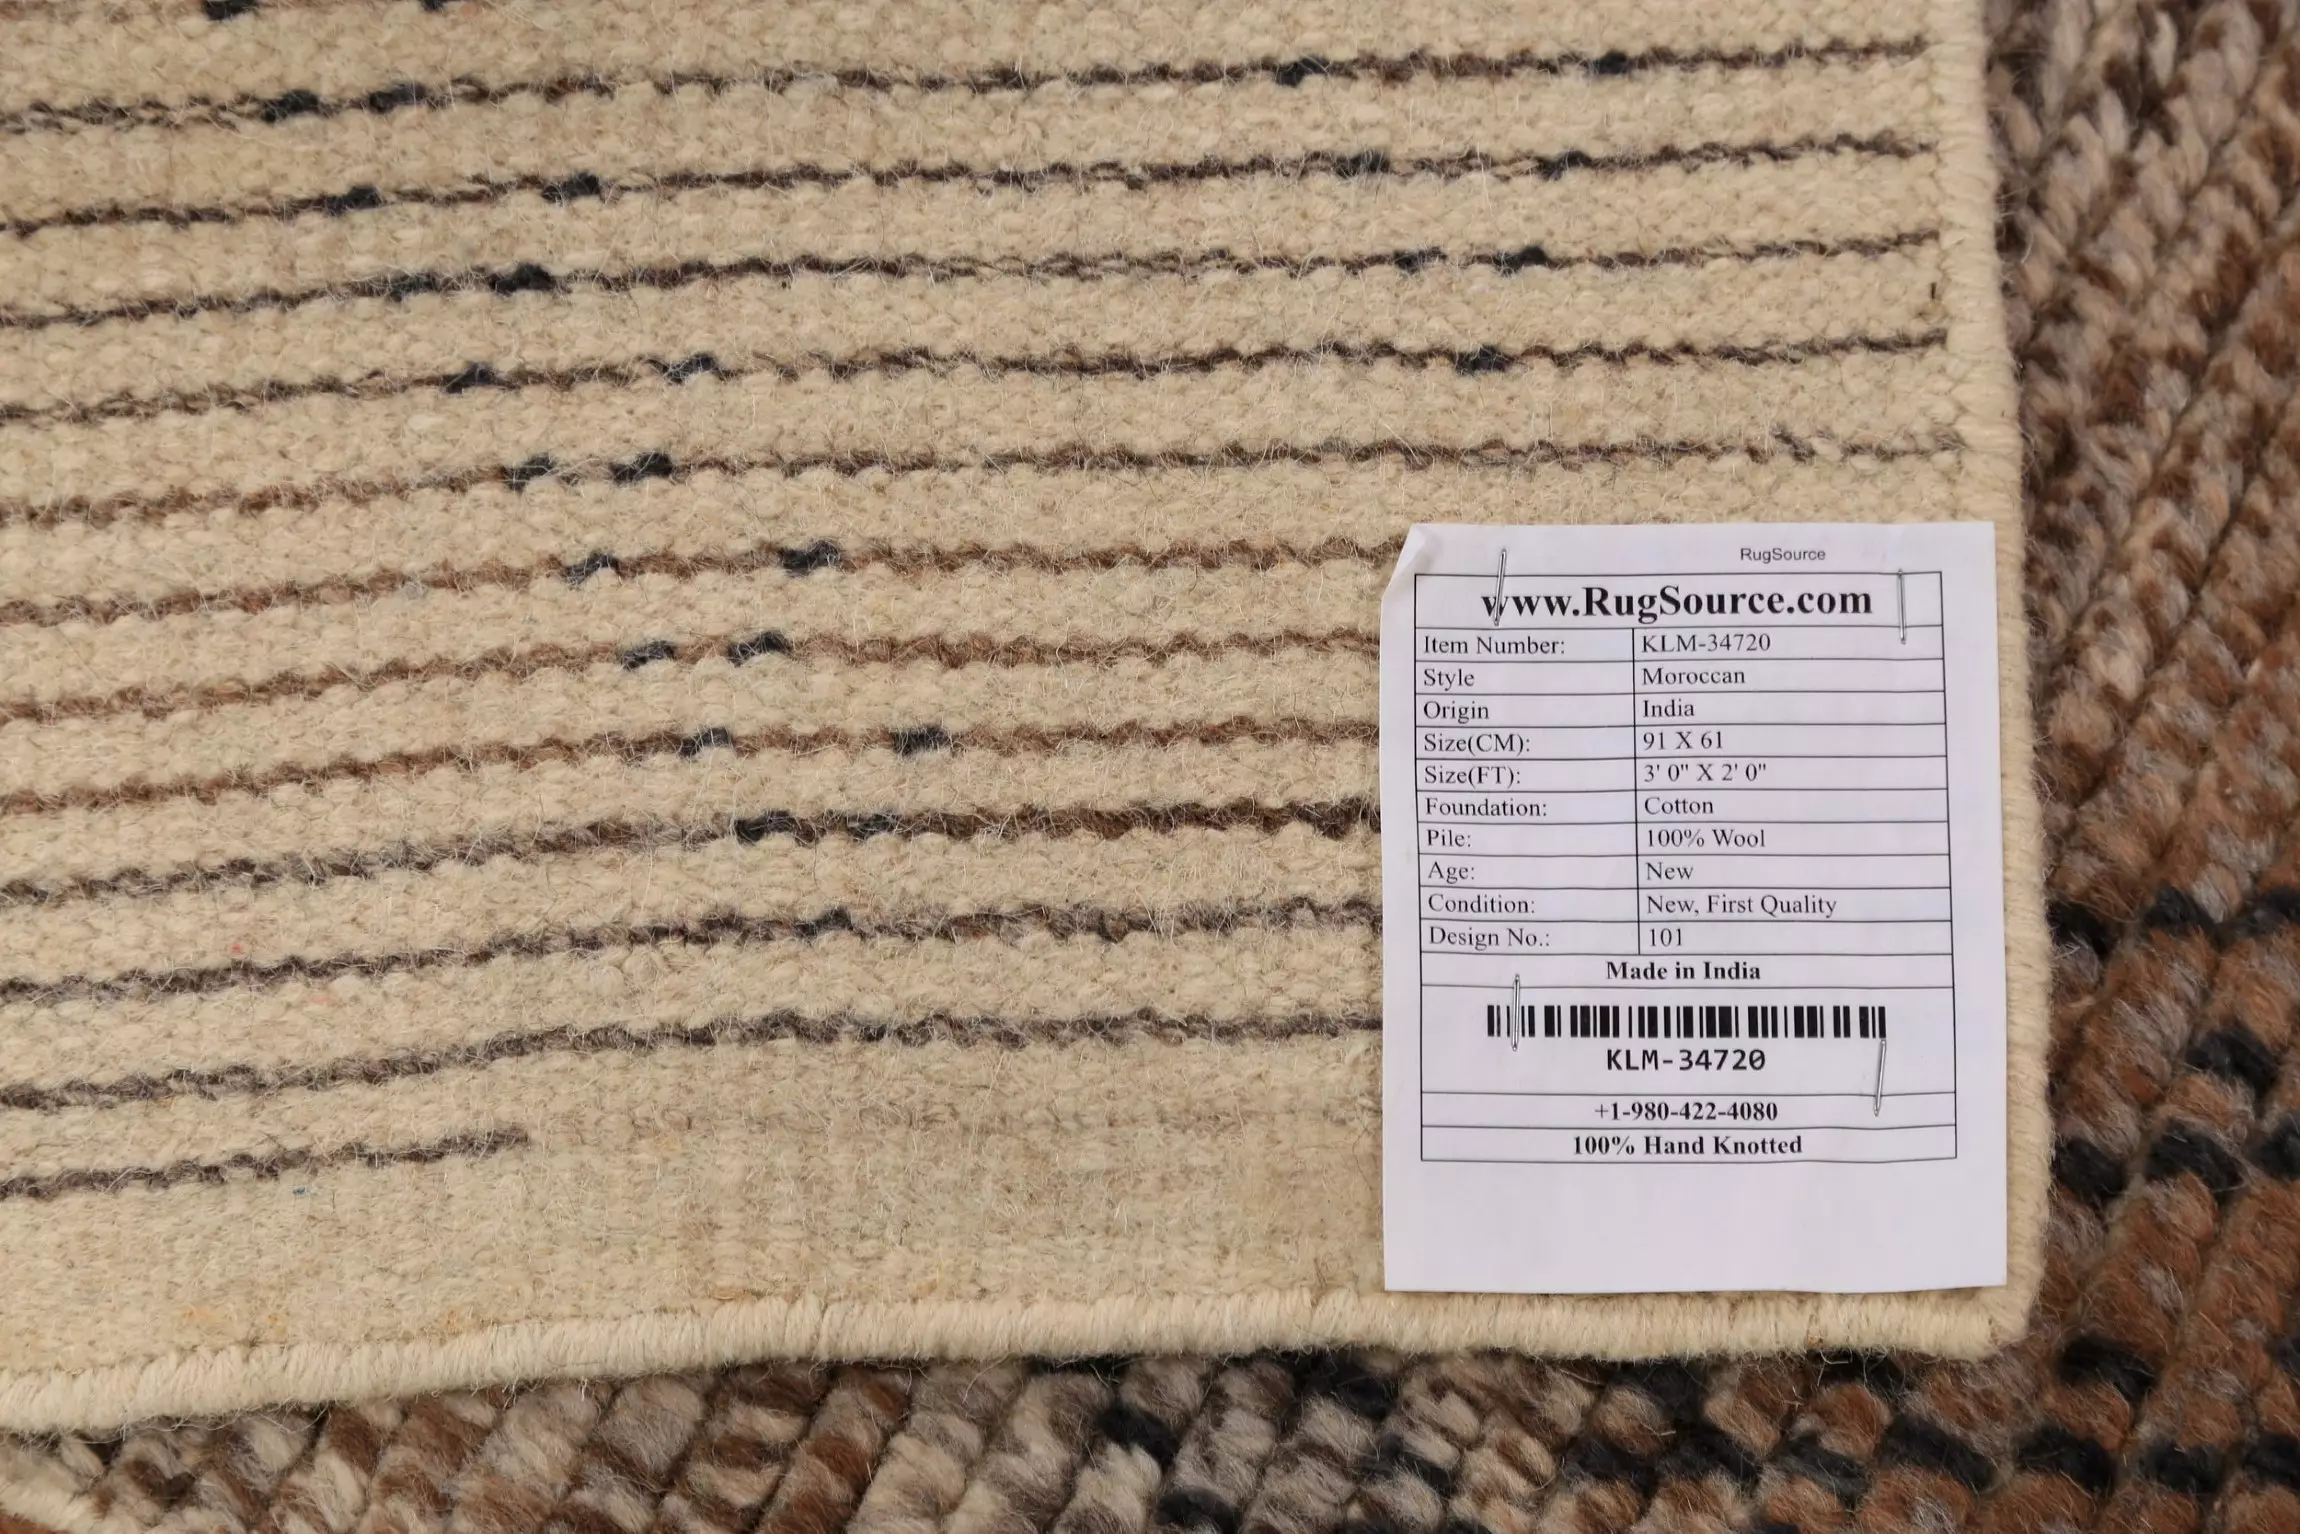 RugSource
www.RugSource.com
Item Number: KLM-34720
Style Moroccan
Origin India
Size(CM): 91 X 61
Size(FT): 3' 0" X 2' 0"
Foundation: Cotton
Pile: 100% Wool
Age: New
Condition: New, First Quality
Design No.: 101
Made in India
KLM-34720
+1-980-422-4080
100% Hand Knotted